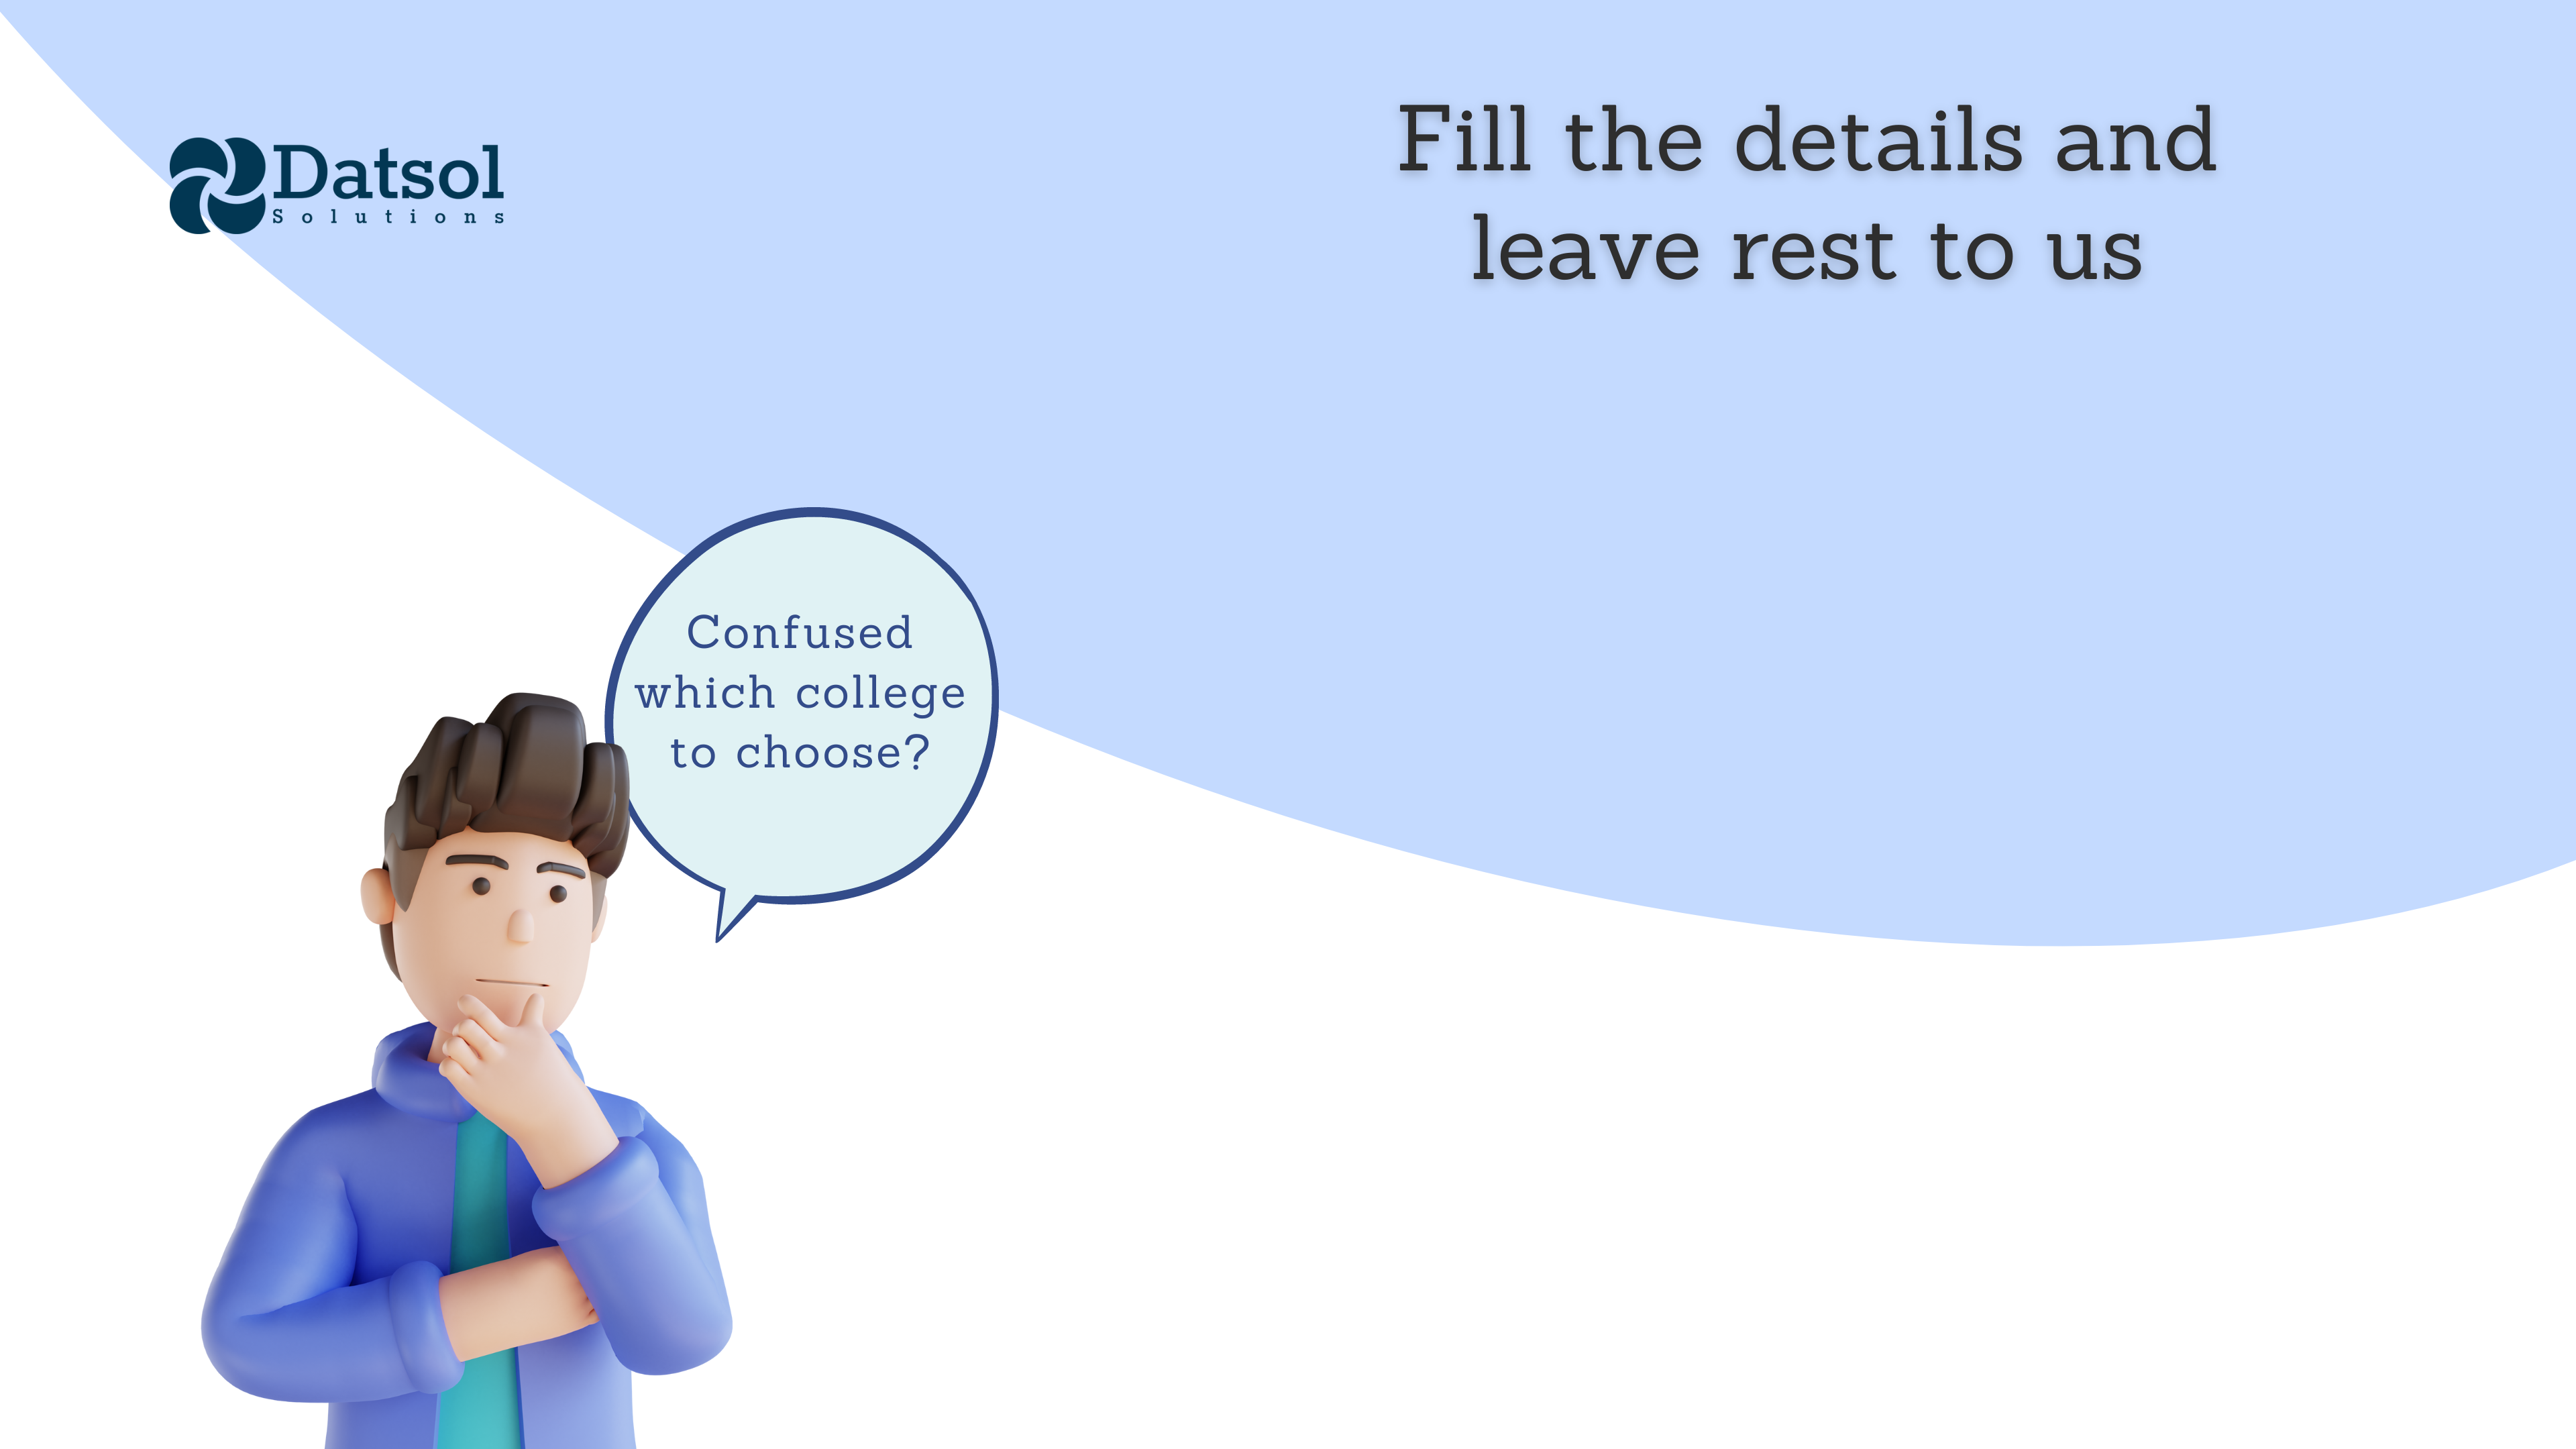 Datsol
Solutions
Fill the details and
leave rest to us
Confused
which college
to choose?